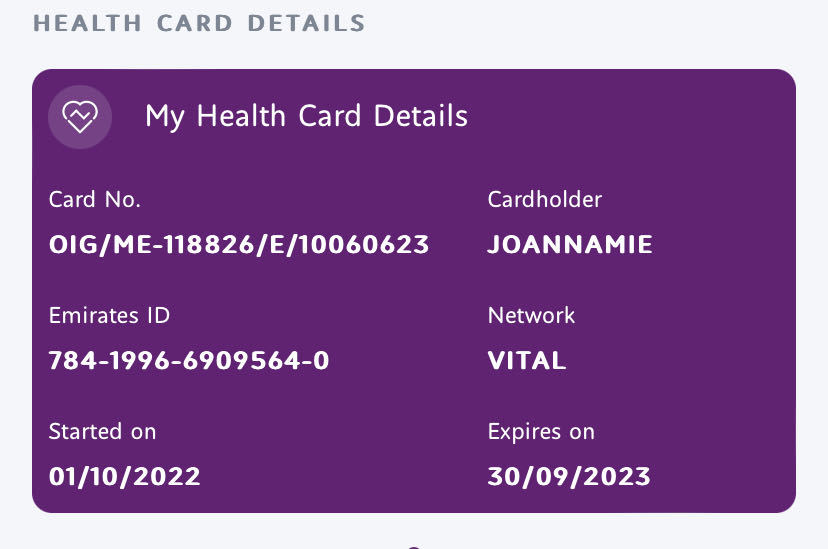 HEALTH CARD DETAILS
My Health Card Details
Card No.
Cardholder
OIG/ME-118826/E/10060623
JOANNAMIE
Emirates ID
Network
784-1996-6909564-0
VITAL
Started on
Expires on
01/10/2022
30/09/2023